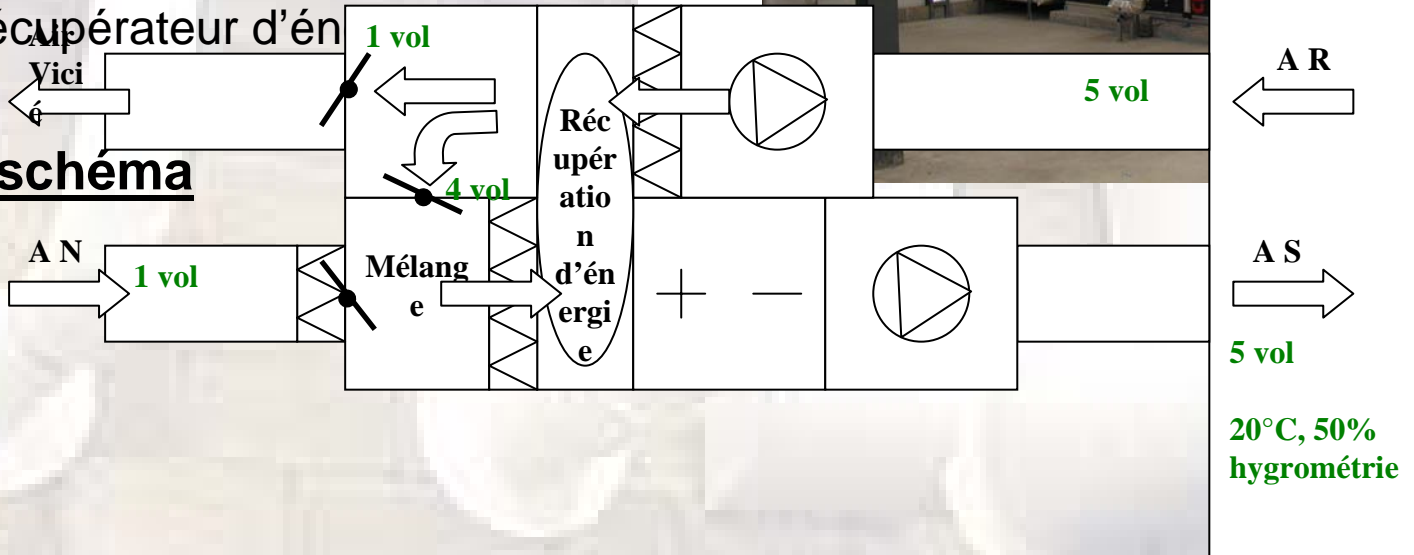 écupérateur d'én
1 vol
Air
Vici
é
A R
5 vol
Réc
upér
atio
n
d'én
ergi
e
schéma
4 vol
A N
1 vol
Mélang
e
A S
5 vol
20°C, 50%
hygrométrie